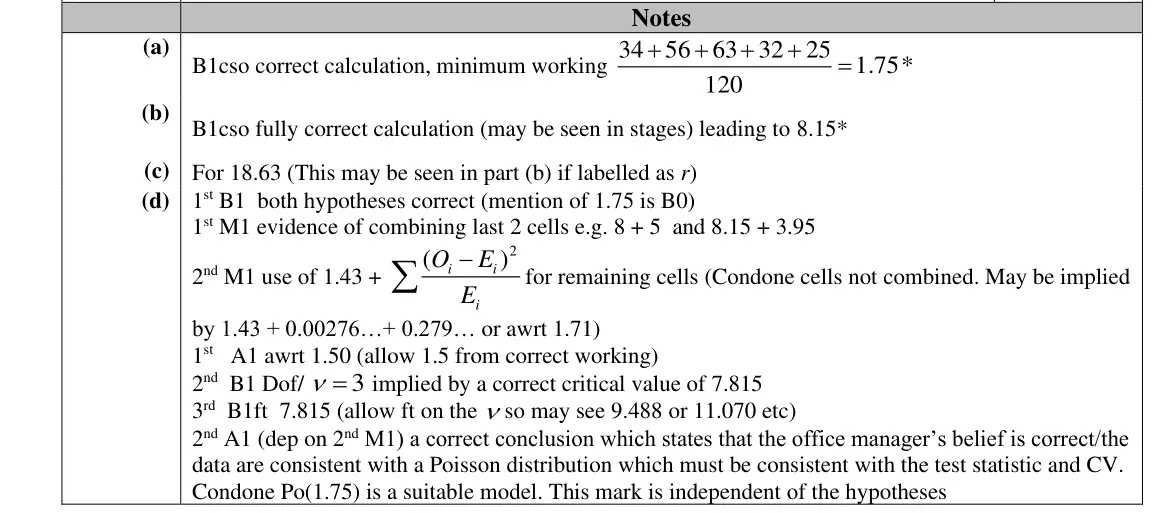 Notes
(a)
B1cso correct calculation, minimum working (34+56+63+32+25)/120 = 1.75*
(b)
B1cso fully correct calculation (may be seen in stages) leading to 8.15*
(c) For 18.63 (This may be seen in part (b) if labelled as r)
(d) 1st B1 both hypotheses correct (mention of 1.75 is B0)
1st M1 evidence of combining last 2 cells e.g. 8 + 5 and 8.15 + 3.95
2nd M1 use of 1.43 + ∑ (Oᵢ − Eᵢ)²/Eᵢ for remaining cells (Condone cells not combined. May be implied
by 1.43 + 0.00276…+ 0.279… or awrt 1.71)
1st A1 awrt 1.50 (allow 1.5 from correct working)
2nd B1 Dof/ ν = 3 implied by a correct critical value of 7.815
3rd B1ft 7.815 (allow ft on the ν so may see 9.488 or 11.070 etc)
2nd A1 (dep on 2nd M1) a correct conclusion which states that the office manager’s belief is correct/the
data are consistent with a Poisson distribution which must be consistent with the test statistic and CV.
Condone Po(1.75) is a suitable model. This mark is independent of the hypotheses